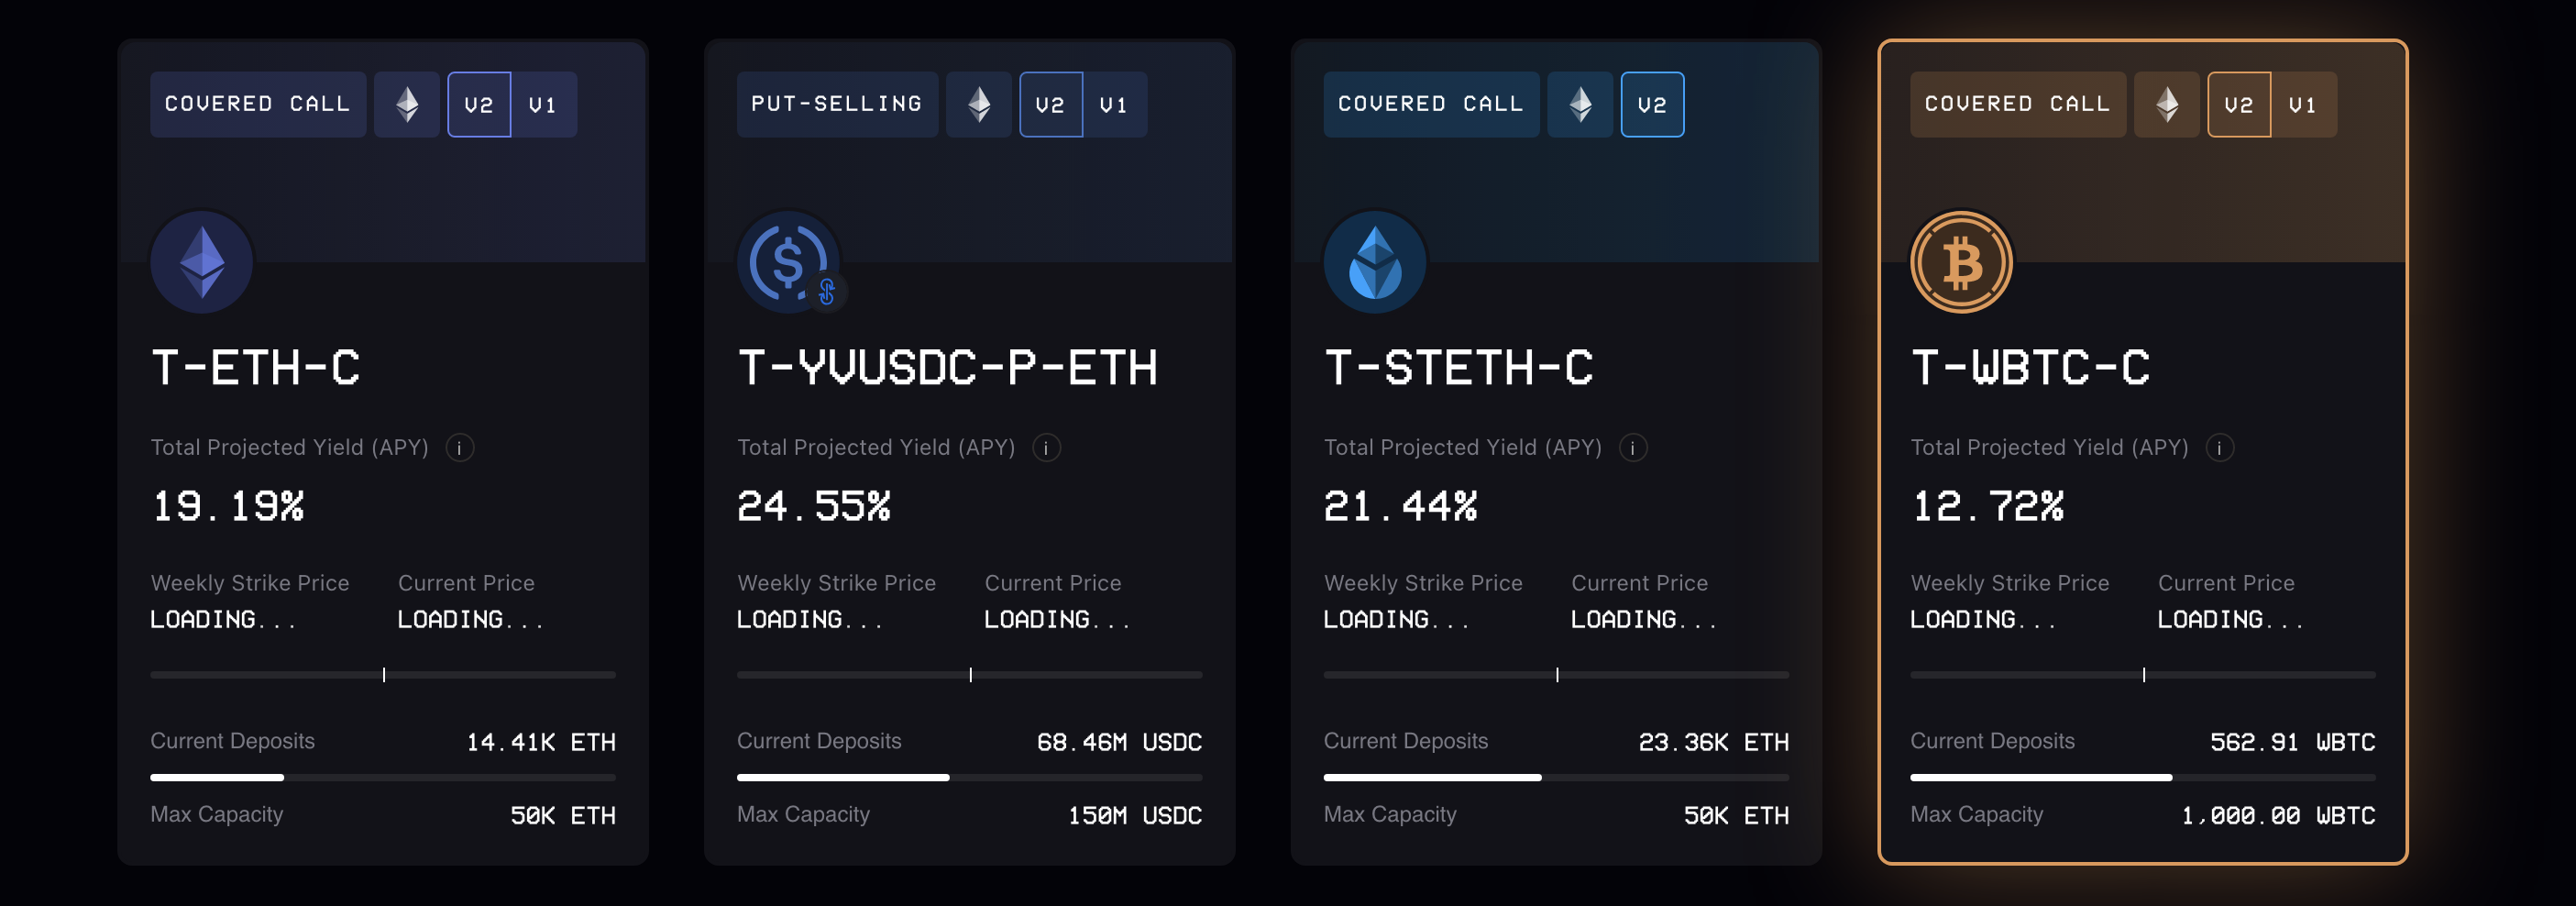 COVERED CALL V2 V1
T-ETH-C
Total Projected Yield (APY) i
19.19%
Weekly Strike Price Current Price
LOADING... LOADING...
Current Deposits 14.41K ETH
Max Capacity 50K ETH
PUT-SELLING V2 V1
T-YVUSDC-P-ETH
Total Projected Yield (APY) i
24.55%
Weekly Strike Price Current Price
LOADING... LOADING...
Current Deposits 68.46M USDC
Max Capacity 150M USDC
COVERED CALL V2
T-STETH-C
Total Projected Yield (APY) i
21.44%
Weekly Strike Price Current Price
LOADING... LOADING...
Current Deposits 23.36K ETH
Max Capacity 50K ETH
COVERED CALL V2 V1
T-WBTC-C
Total Projected Yield (APY) i
12.72%
Weekly Strike Price Current Price
LOADING... LOADING...
Current Deposits 562.91 WBTC
Max Capacity 1,000.00 WBTC